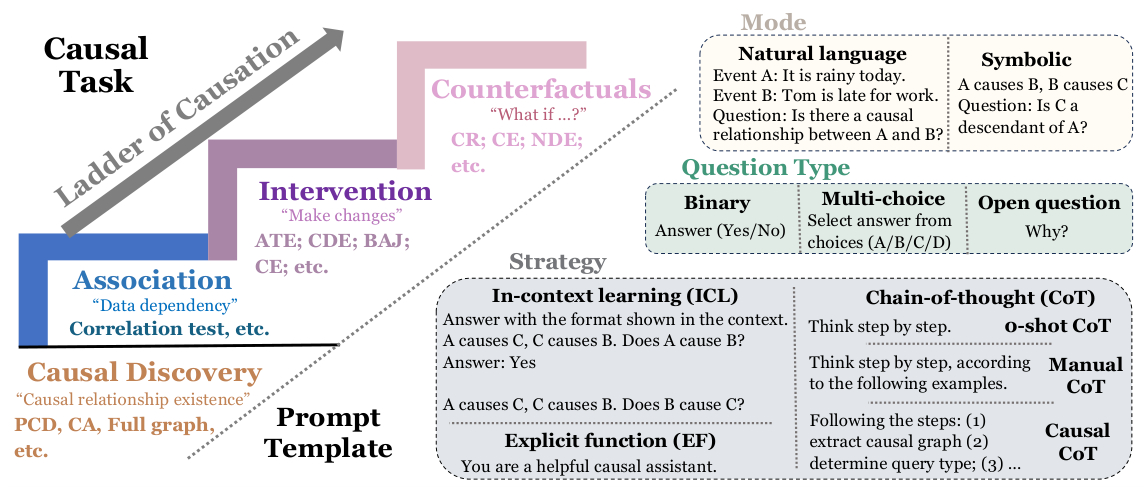 Causal
Task
Ladder of Causation
Counterfactuals
“What if ...?”
CR; CE; NDE;
etc.
Intervention
“Make changes”
ATE; CDE; BAJ;
CE; etc.
Association
“Data dependency”
Correlation test, etc.
Causal Discovery
“Causal relationship existence”
PCD, CA, Full graph,
etc.
Prompt
Template
Mode
Natural language
Event A: It is rainy today.
Event B: Tom is late for work.
Question: Is there a causal
relationship between A and B?
Symbolic
A causes B, B causes C
Question: Is C a
descendant of A?
Question Type
Binary
Answer (Yes/No)
Multi-choice
Select answer from
choices (A/B/C/D)
Open question
Why?
Strategy
In-context learning (ICL)
Answer with the format shown in the context.
A causes C, C causes B. Does A cause B?
Answer: Yes
A causes C, C causes B. Does B cause C?
Explicit function (EF)
You are a helpful causal assistant.
Chain-of-thought (CoT)
Think step by step. 0-shot CoT
Think step by step, according
to the following examples.
Manual
CoT
Following the steps: (1)
extract causal graph (2)
determine query type; (3) ...
Causal
CoT